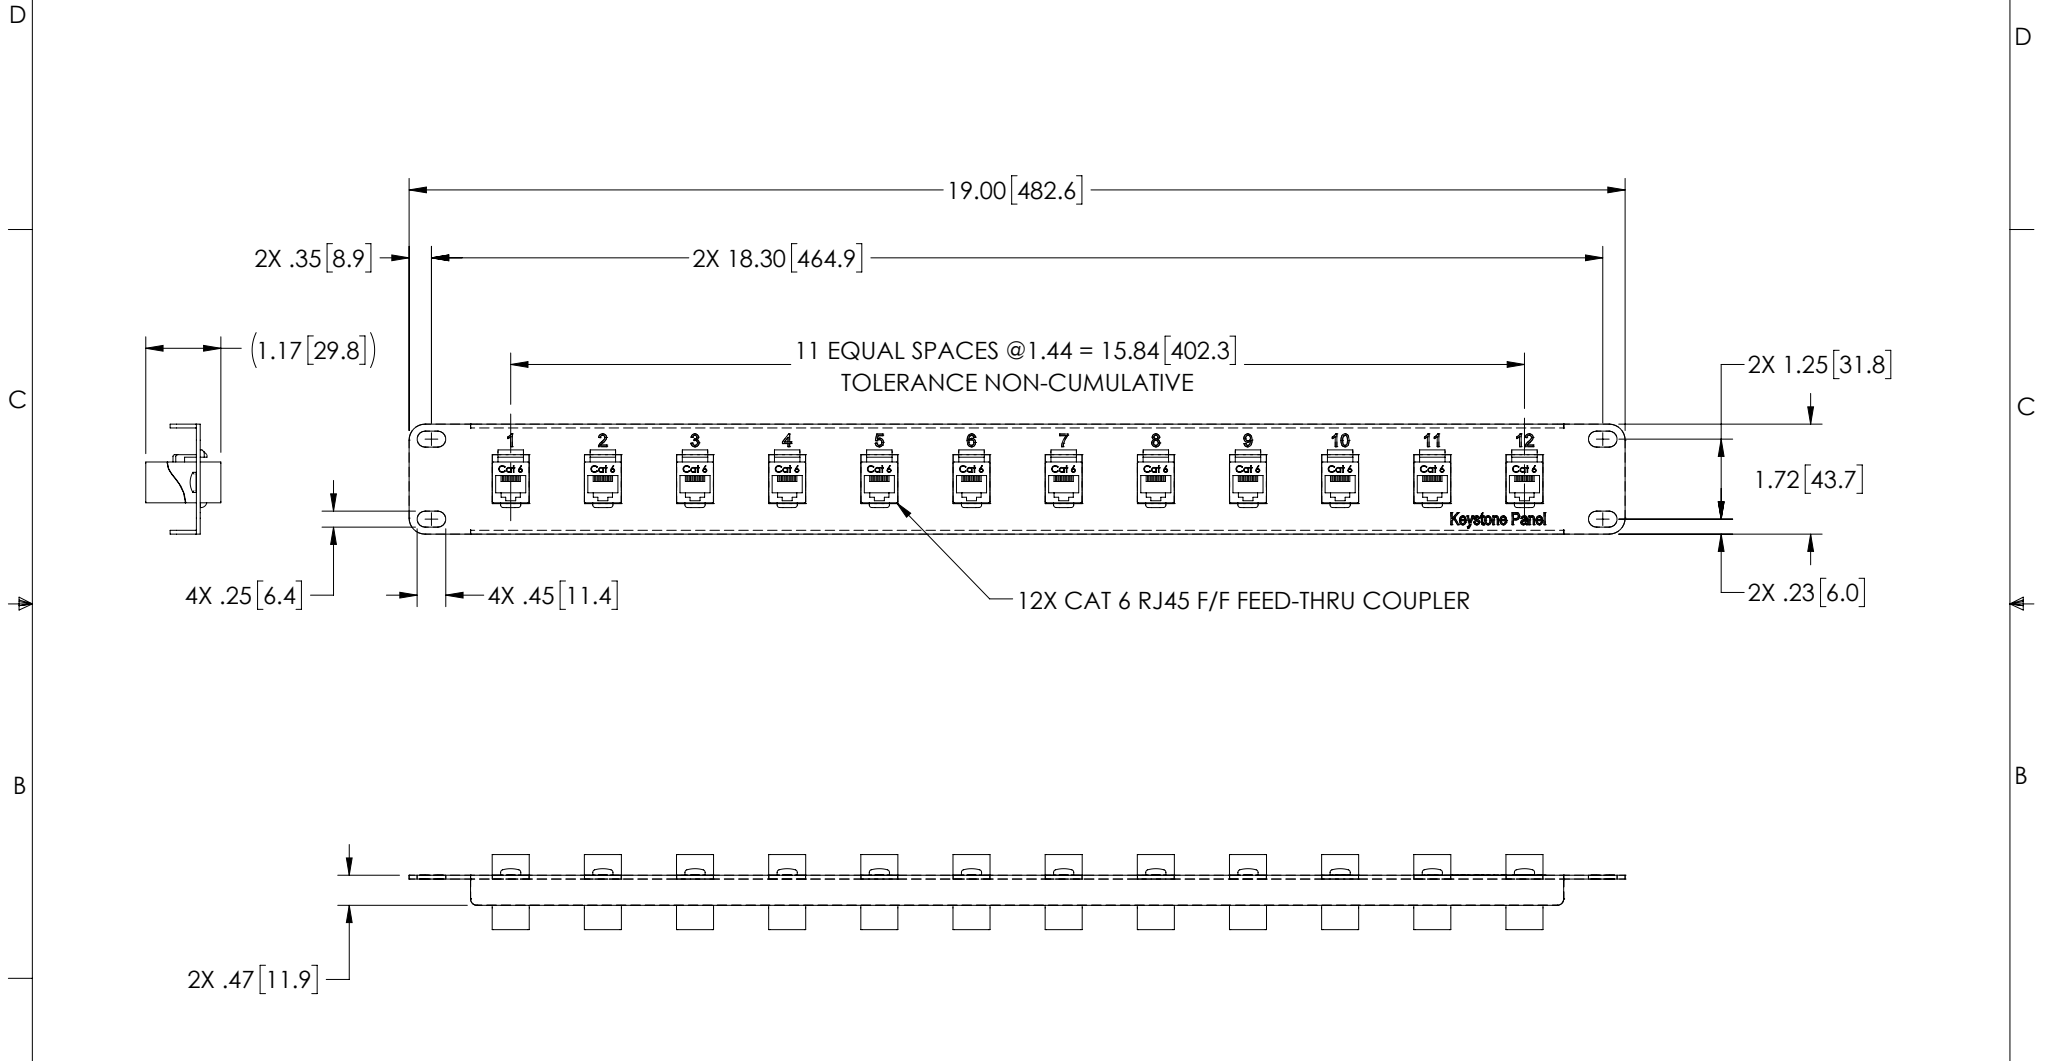 D
D
19.00[482.6]
2X .35[8.9]
2X 18.30[464.9]
(1.17[29.8])
11 EQUAL SPACES @1.44 = 15.84[402.3]
TOLERANCE NON-CUMULATIVE
2X 1.25[31.8]
C
C
1 2 3 4 5 6 7 8 9 10 11 12
Cat 6 Cat 6 Cat 6 Cat 6 Cat 6 Cat 6 Cat 6 Cat 6 Cat 6 Cat 6 Cat 6 Cat 6
1.72[43.7]
Keystone Panel
4X .25[6.4]
4X .45[11.4]
12X CAT 6 RJ45 F/F FEED-THRU COUPLER
2X .23[6.0]
B
B
2X .47[11.9]